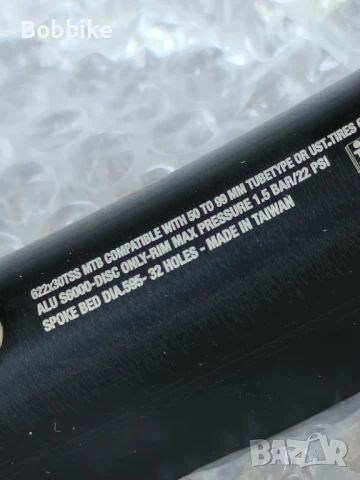 Bobbike
622x30TSS MTB COMPATIBLE WITH 50 TO 99 MM TUBETYPE OR UST-TIRES
ALU S6000-DISC ONLY-RIM MAX PRESSURE 1.5 BAR/22 PSI
SPOKE BED DIA.595- 32 HOLES - MADE IN TAIWAN
BAZAR